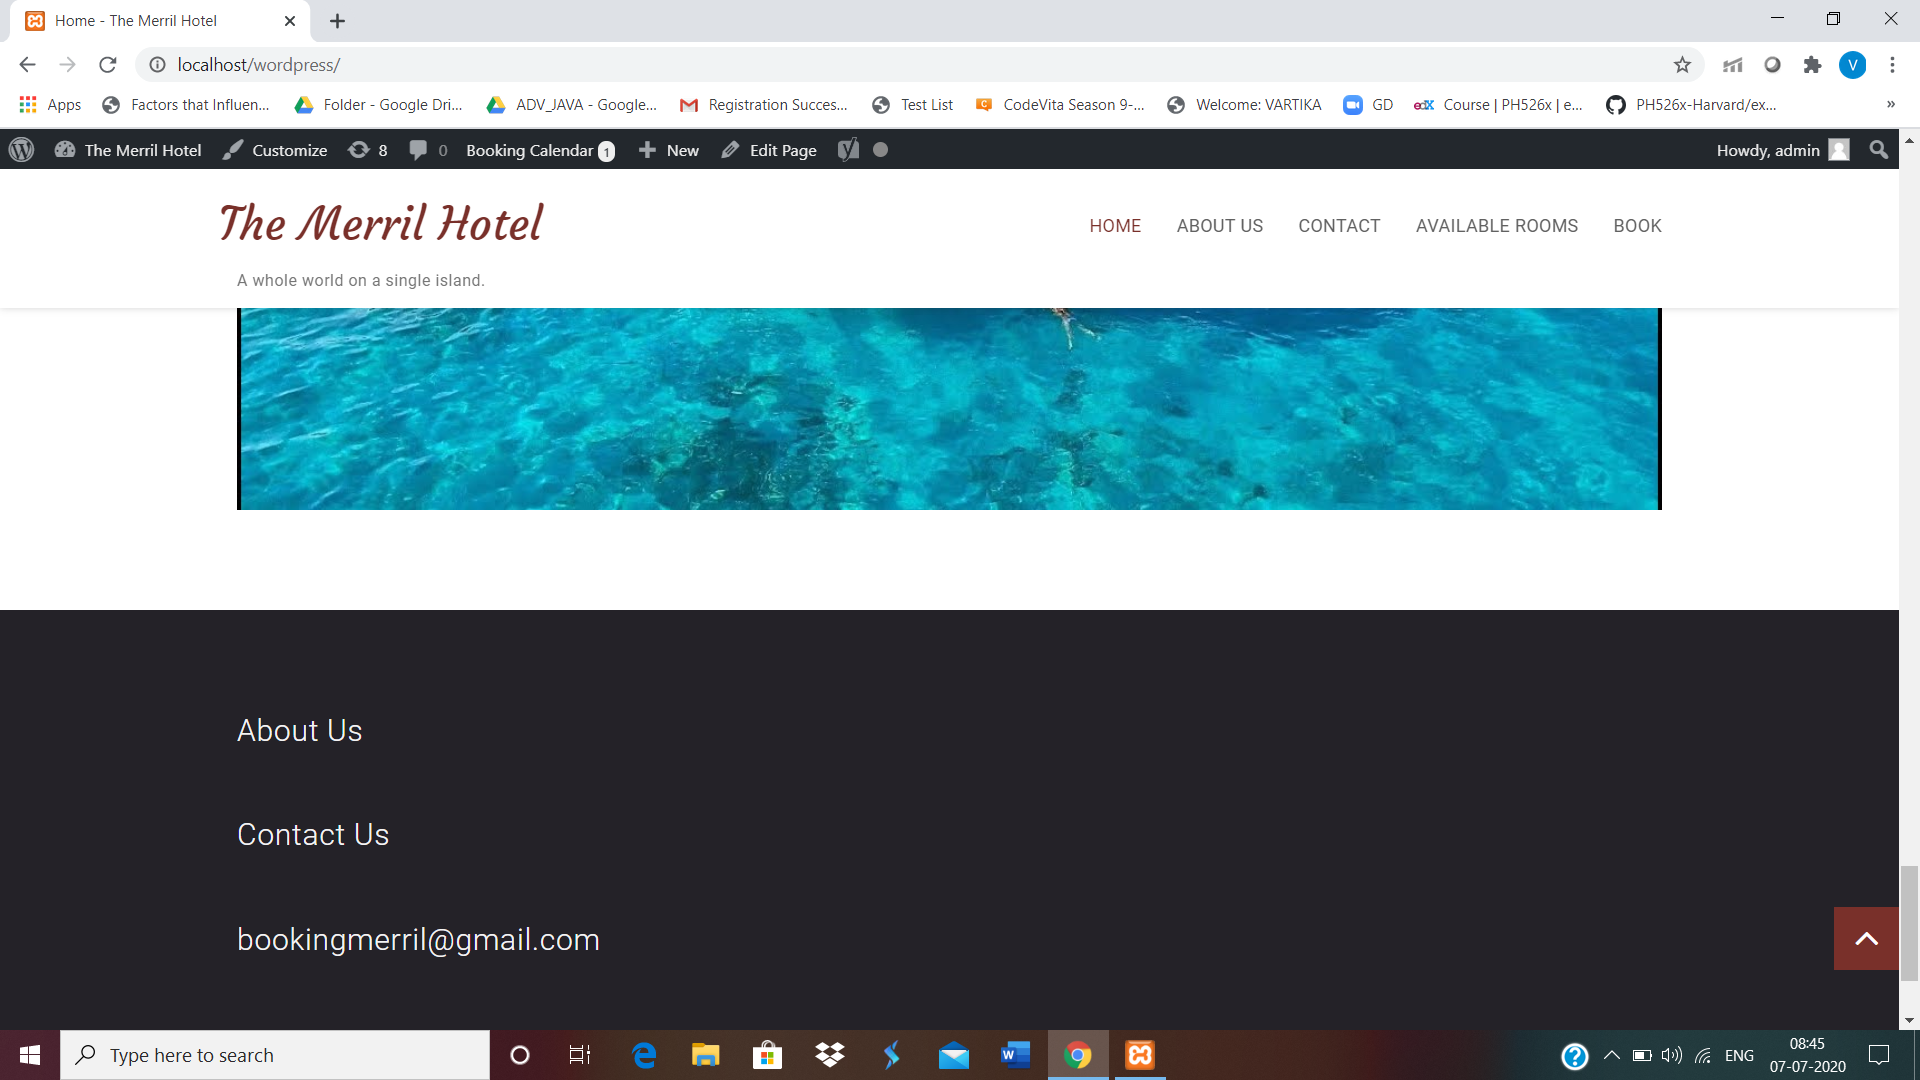 Home - The Merril Hotel
localhost/wordpress/
Apps Factors that Influen... Folder - Google Dri... ADV_JAVA - Google... Registration Succes... Test List CodeVita Season 9-... Welcome: VARTIKA GD edX Course | PH526x | e... PH526x-Harvard/ex... »
The Merril Hotel Customize 8 0 Booking Calendar 1 New Edit Page Howdy, admin
The Merril Hotel
HOME ABOUT US CONTACT AVAILABLE ROOMS BOOK
A whole world on a single island.
About Us
Contact Us
bookingmerril@gmail.com
Type here to search
ENG
08:45
07-07-2020
V